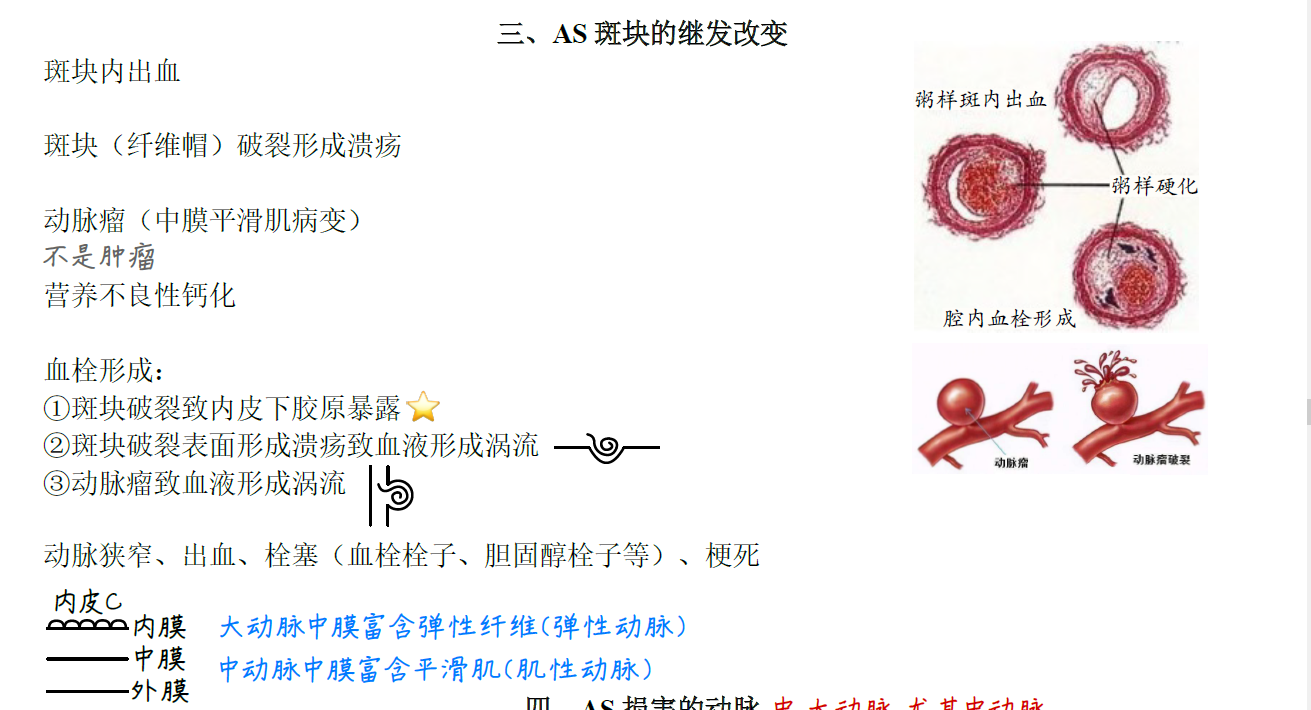 三、AS 斑块的继发改变
斑块内出血
斑块（纤维帽）破裂形成溃疡
动脉瘤（中膜平滑肌病变）
不是肿瘤
营养不良性钙化
血栓形成：
①斑块破裂致内皮下胶原暴露
②斑块破裂表面形成溃疡致血液形成涡流
③动脉瘤致血液形成涡流
动脉狭窄、出血、栓塞（血栓栓子、胆固醇栓子等）、梗死
粥样斑内出血
粥样硬化
腔内血栓形成
动脉瘤
动脉瘤破裂
内皮C
内膜
中膜
外膜
大动脉中膜富含弹性纤维(弹性动脉)
中动脉中膜富含平滑肌(肌性动脉)
四、AS 损害的动脉 中、大动脉，尤其中动脉